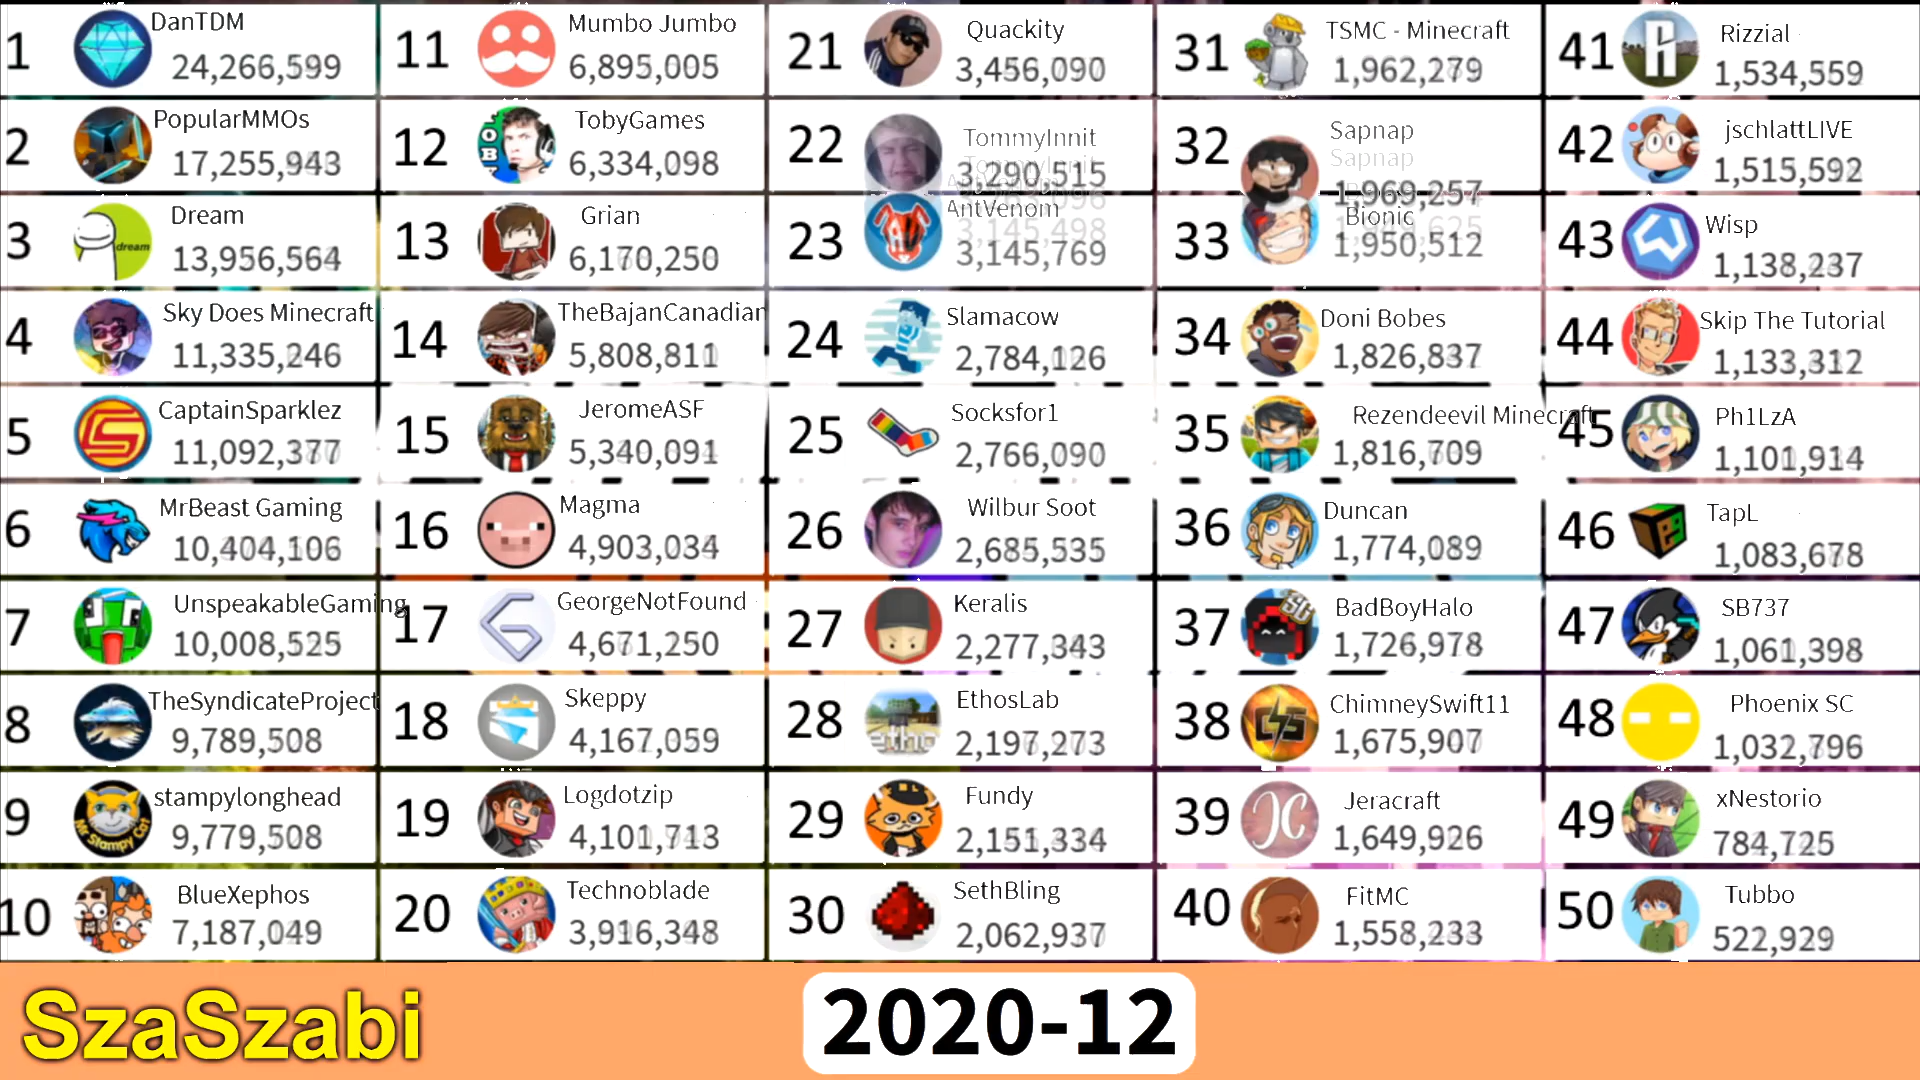 1 DanTDM 24,266,599
2 PopularMMOs 17,255,943
3 Dream 13,956,564
4 Sky Does Minecraft 11,335,246
5 CaptainSparklez 11,092,377
6 MrBeast Gaming 10,404,106
7 UnspeakableGaming 10,008,525
8 TheSyndicateProject 9,789,508
9 stampylonghead 9,779,508
10 BlueXephos 7,187,049
11 Mumbo Jumbo 6,895,005
12 TobyGames 6,334,098
13 Grian 6,170,250
14 TheBajanCanadian 5,808,811
15 JeromeASF 5,340,091
16 Magma 4,903,034
17 GeorgeNotFound 4,671,250
18 Skeppy 4,167,059
19 Logdotzip 4,101,713
20 Technoblade 3,916,348
21 Quackity 3,456,090
22 TommyInnit 3,290,515
23 AntVenom 3,145,769
24 Slamacow 2,784,126
25 Socksfor1 2,766,090
26 Wilbur Soot 2,685,535
27 Keralis 2,277,343
28 EthosLab 2,197,273
29 Fundy 2,151,334
30 SethBling 2,062,937
31 TSMC - Minecraft 1,962,279
32 Sapnap 1,969,257
33 Bionic 1,950,512
34 Doni Bobes 1,826,837
35 Rezendeevil Minecraft 1,816,709
36 Duncan 1,774,089
37 BadBoyHalo 1,726,978
38 ChimneySwift11 1,675,907
39 Jeracraft 1,649,926
40 FitMC 1,558,233
41 Rizzial 1,534,559
42 jschlattLIVE 1,515,592
43 Wisp 1,138,237
44 Skip The Tutorial 1,133,312
45 Ph1LzA 1,101,914
46 TapL 1,083,678
47 SB737 1,061,398
48 Phoenix SC 1,032,796
49 xNestorio 784,725
50 Tubbo 522,929
SzaSzabi
2020-12